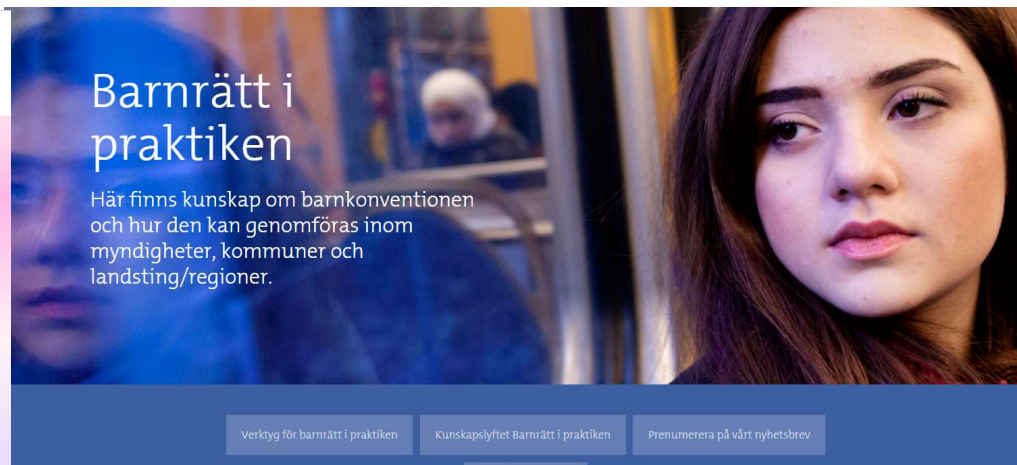 Barnrätt i
praktiken
Här finns kunskap om barnkonventionen
och hur den kan genomföras inom
myndigheter, kommuner och
landsting/regioner.
Verktyg för barnrätt i praktiken
Kunskapslyftet Barnrätt i praktiken
Prenumerera på vårt nyhetsbrev